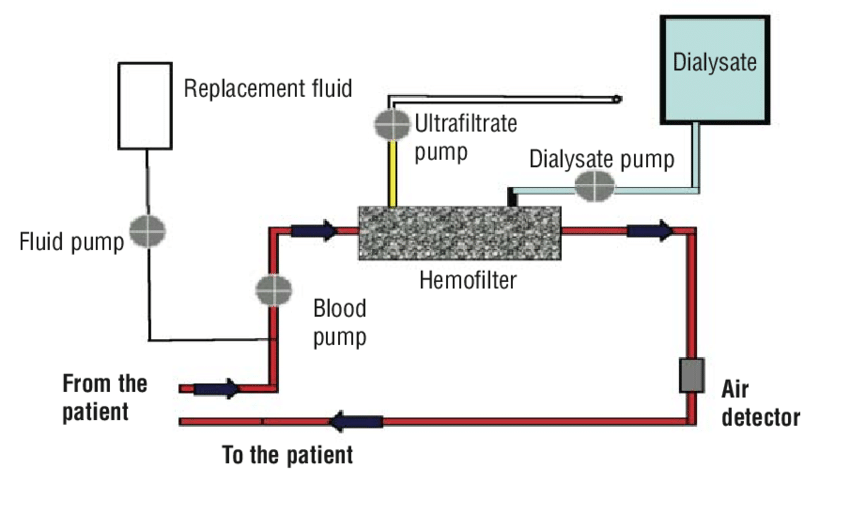 Dialysate
Replacement fluid
Ultrafiltrate
pump
Dialysate pump
Fluid pump
Hemofilter
Blood
pump
From the
patient
Air
detector
To the patient